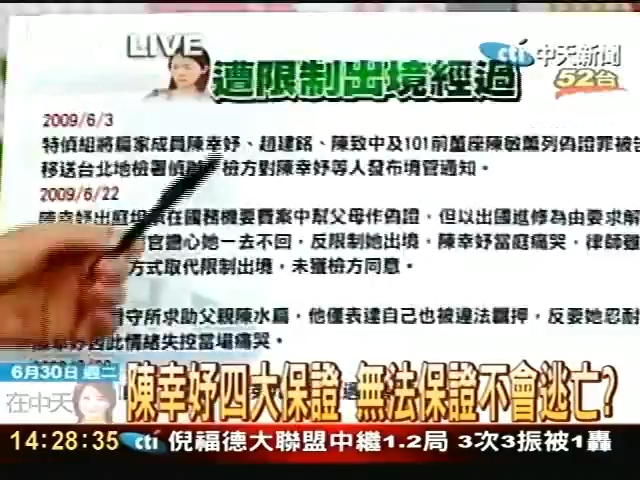 LIVE
cti 中天新聞
52台
遭限制出境經過
2009/6/3
特偵組將扁家成員陳幸妤、趙建銘、陳致中及101前董座陳敏薰列偽證罪被告
移送台北地檢署偵 檢方對陳幸妤等人發布境管通知。
2009/6/22
陳幸妤出庭坦承在國務機要費案中幫父母作偽證，但以出國進修為由要求解
官擔心她一去不回，反限制她出境，陳幸妤當庭痛哭，律師雖
方式取代限制出境，未獲檢方同意。
看守所求助父親陳水扁，他僅表達自己也被違法羈押，反要她忍耐
因此情緒失控當場痛哭。
6月30日 週二
在中天
陳幸妤四大保證 無法保證不會逃亡?
14:28:35 cti 倪福德大聯盟中繼1.2局 3次3振被1轟